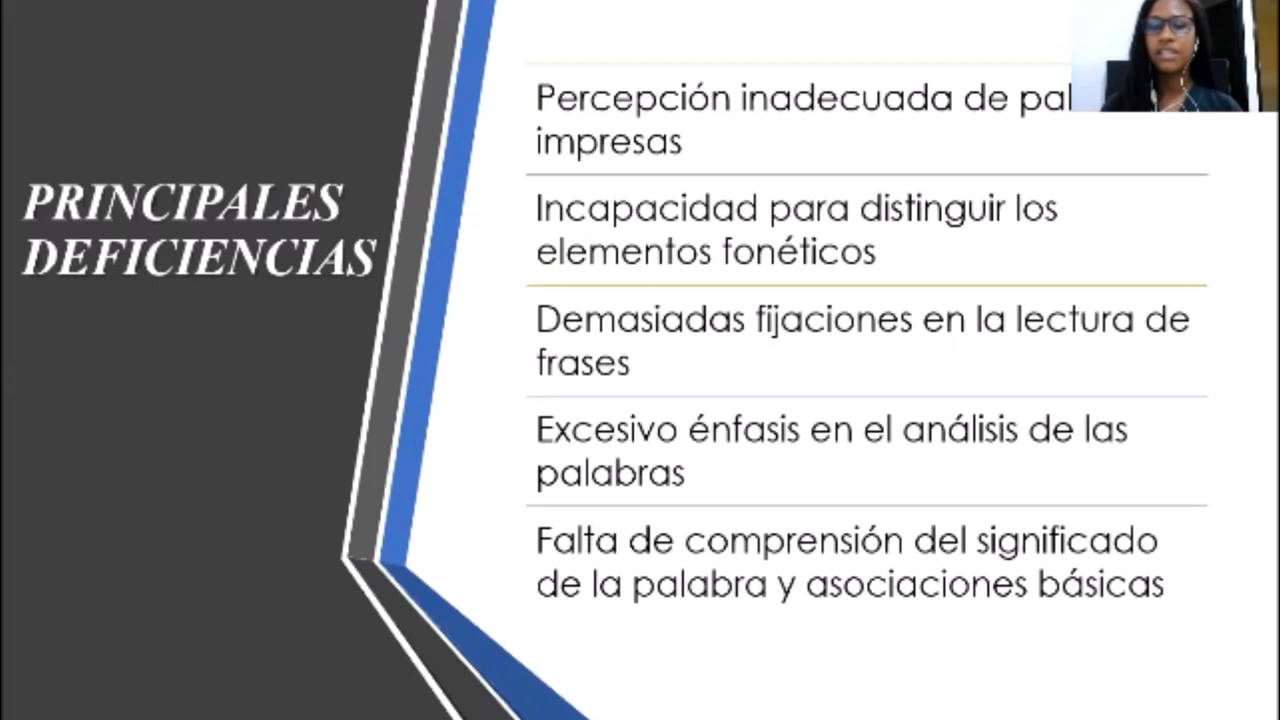 PRINCIPALES
DEFICIENCIAS
Percepción inadecuada de
impresas
Incapacidad para distinguir los
elementos fonéticos
Demasiadas fijaciones en la lectura de
frases
Excesivo énfasis en el análisis de las
palabras
Falta de comprensión del significado
de la palabra y asociaciones básicas